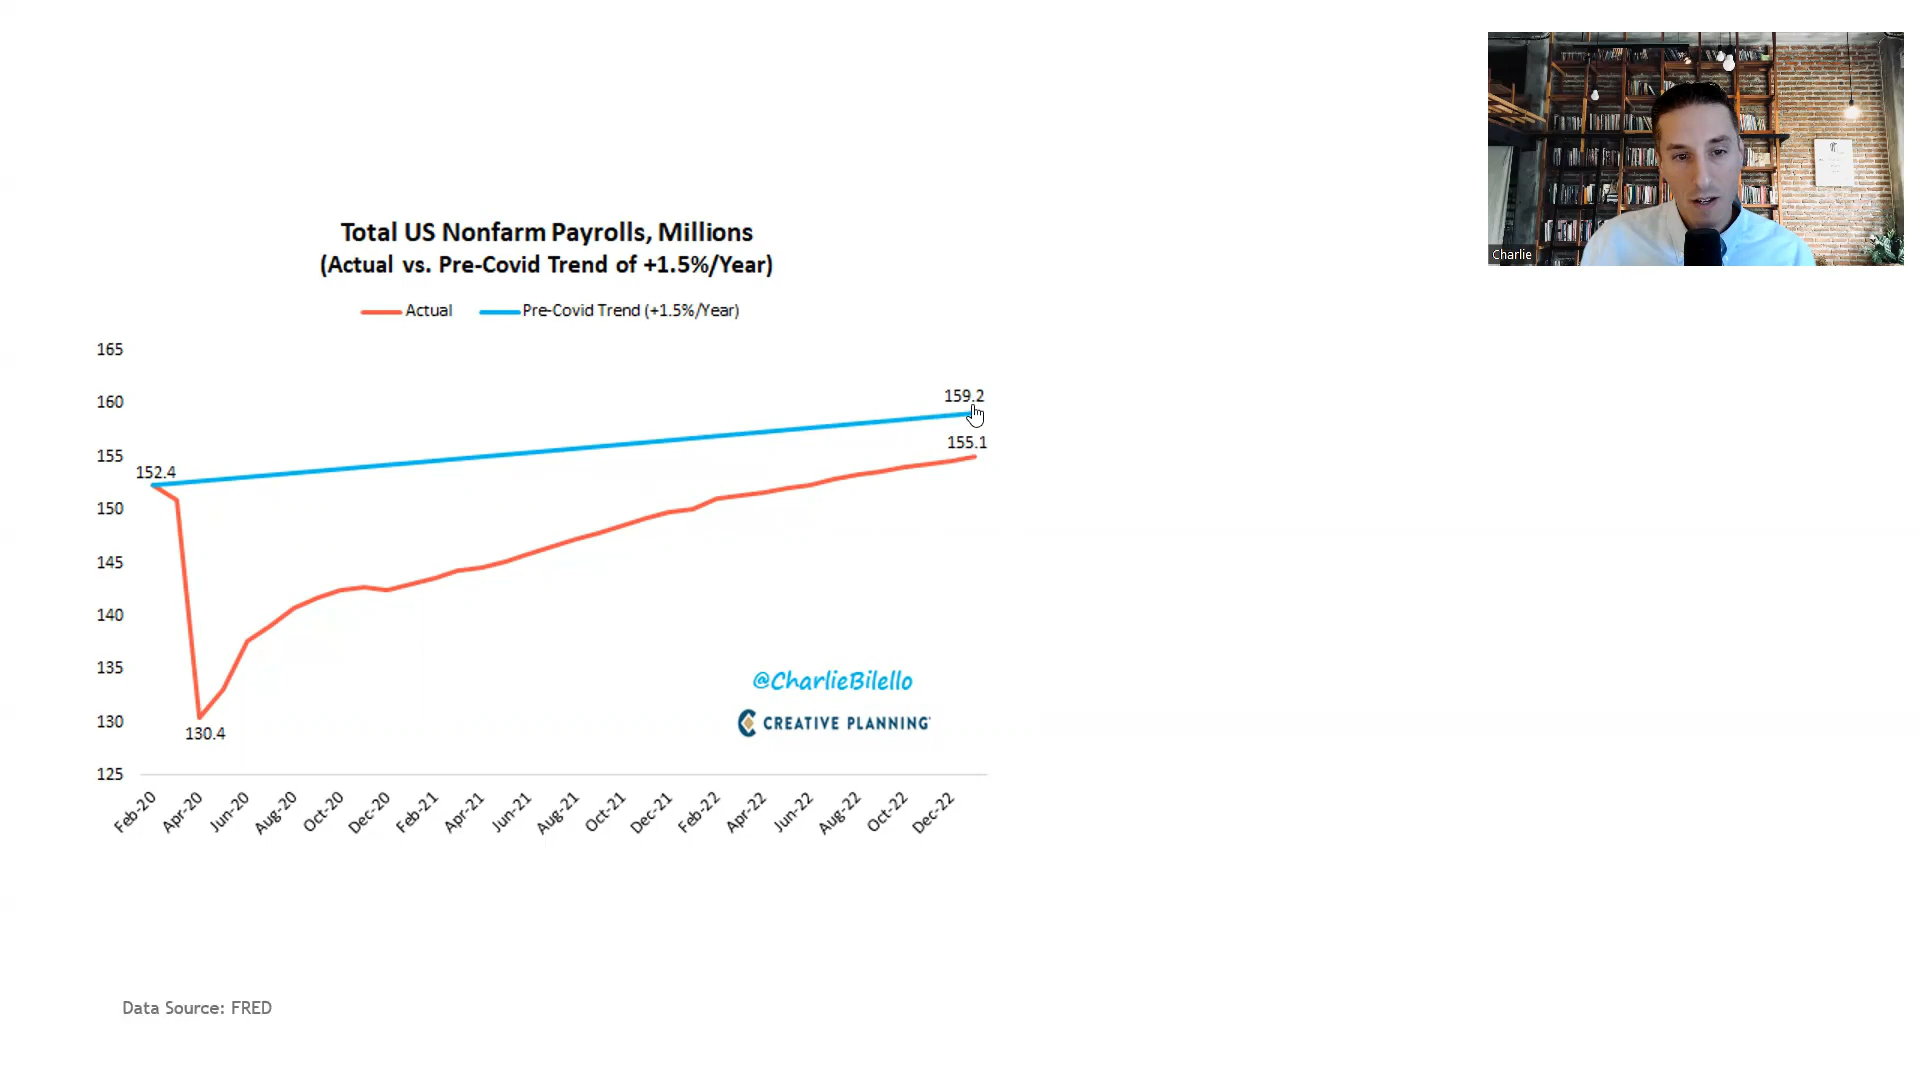 Charlie
Total US Nonfarm Payrolls, Millions
(Actual vs. Pre-Covid Trend of +1.5%/Year)
Actual Pre-Covid Trend (+1.5%/Year)
165
160
155
150
145
140
135
130
125
152.4
130.4
159.2
155.1
@CharlieBilello
CREATIVE PLANNING
Feb-20 Apr-20 Jun-20 Aug-20 Oct-20 Dec-20 Feb-21 Apr-21 Jun-21 Aug-21 Oct-21 Dec-21 Feb-22 Apr-22 Jun-22 Aug-22 Oct-22 Dec-22
Data Source: FRED